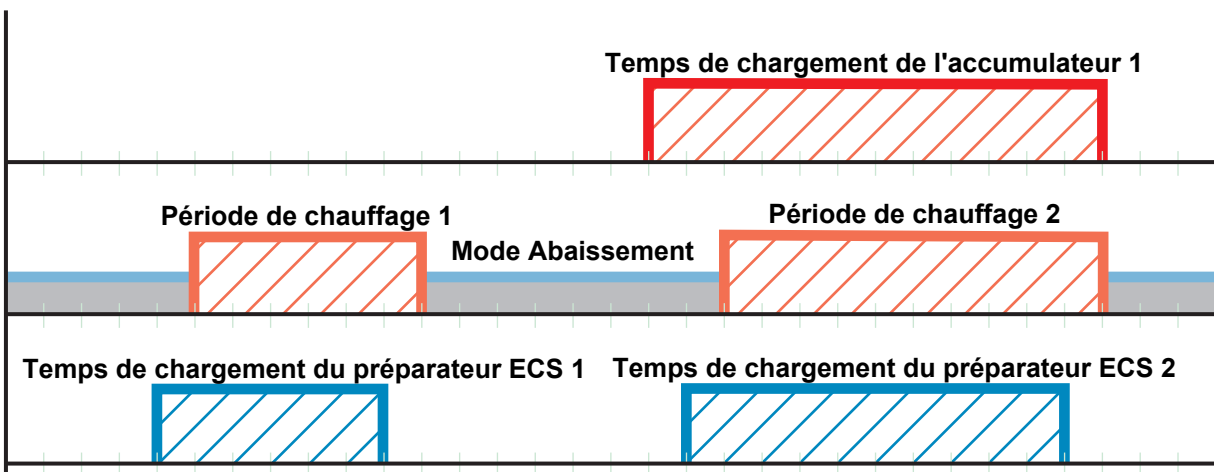 Temps de chargement de l'accumulateur 1
Période de chauffage 1
Période de chauffage 2
Mode Abaissement
Temps de chargement du préparateur ECS 1
Temps de chargement du préparateur ECS 2